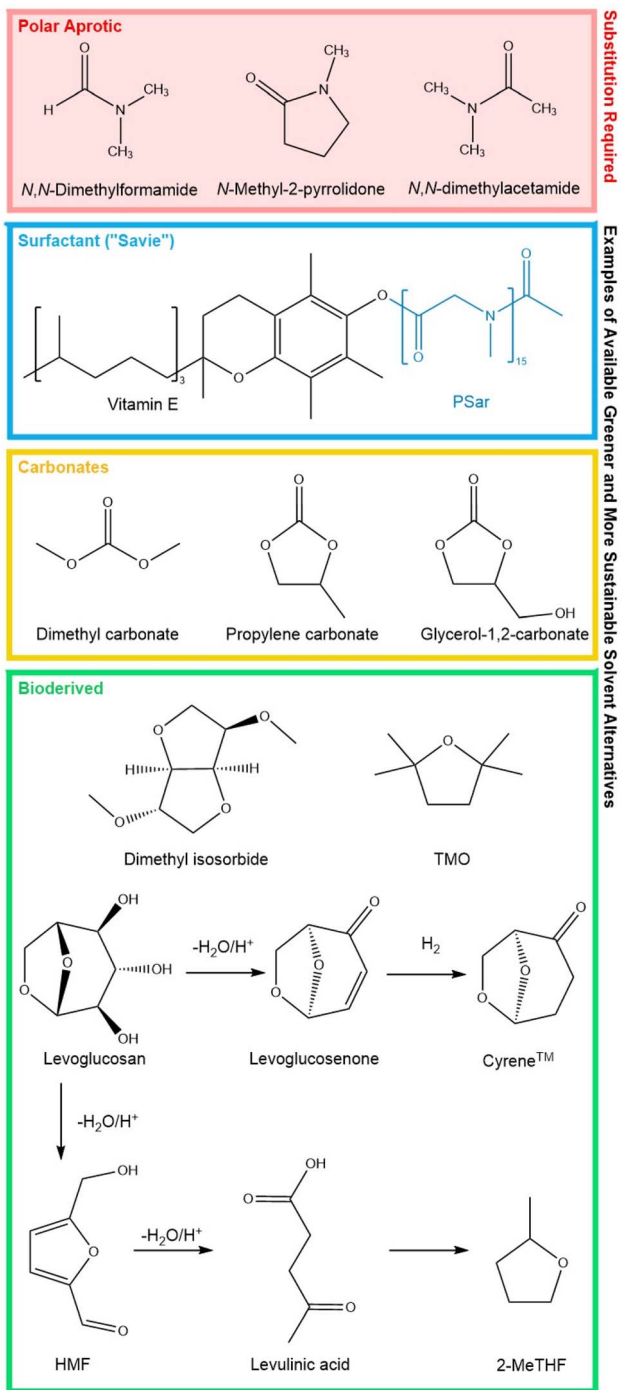 Polar Aprotic
O
H
N
CH₃
CH₃
N,N-Dimethylformamide
CH₃
O
N
N-Methyl-2-pyrrolidone
O
CH₃
N
CH₃
CH₃
N,N-dimethylacetamide
Substitution Required
Surfactant ("Savie")
3
O
O
O
N
O
15
Vitamin E
PSar
Carbonates
O
O
O
Dimethyl carbonate
O
O
O
Propylene carbonate
O
O
O
OH
Glycerol-1,2-carbonate
Bioderived
O
O
H
H
O
O
Dimethyl isosorbide
O
TMO
OH
O
OH
O
OH
Levoglucosan
-H₂O/H⁺
O
O
O
Levoglucosenone
H₂
O
O
O
Cyrene™
-H₂O/H⁺
OH
O
O
HMF
-H₂O/H⁺
OH
O
O
Levulinic acid
O
2-MeTHF
Examples of Available Greener and More Sustainable Solvent Alternatives